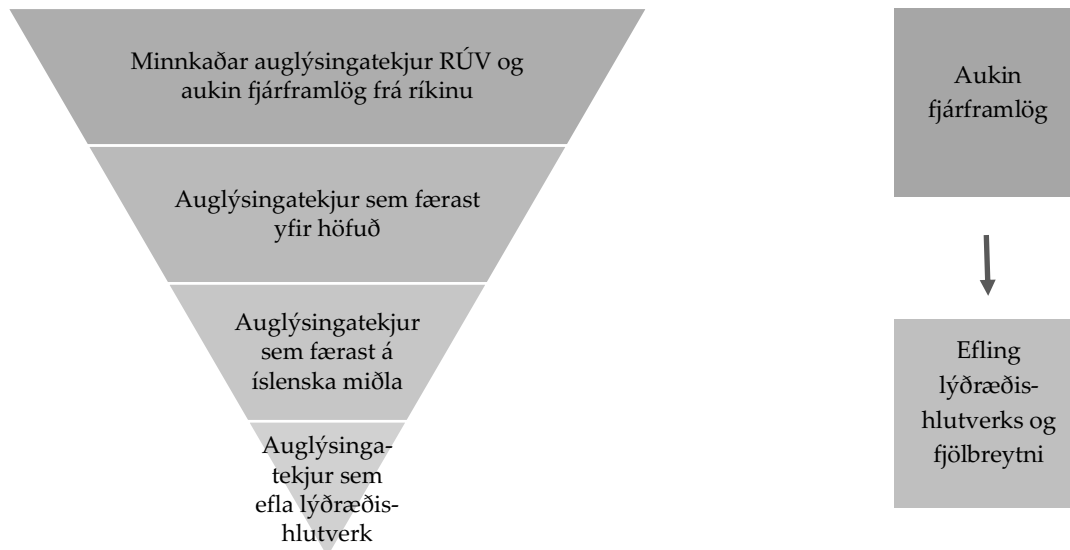 Minnkaðar auglýsingatekjur RÚV og
aukin fjárframlög frá ríkinu
Auglýsingatekjur sem færast
yfir höfuð
Auglýsingatekjur
sem færast á
íslenska miðla
Auglýsinga-
tekjur sem
efla lýðræðis-
hlutverk
Aukin
fjárframlög
Efling
lýðræðis-
hlutverks og
fjölbreytni